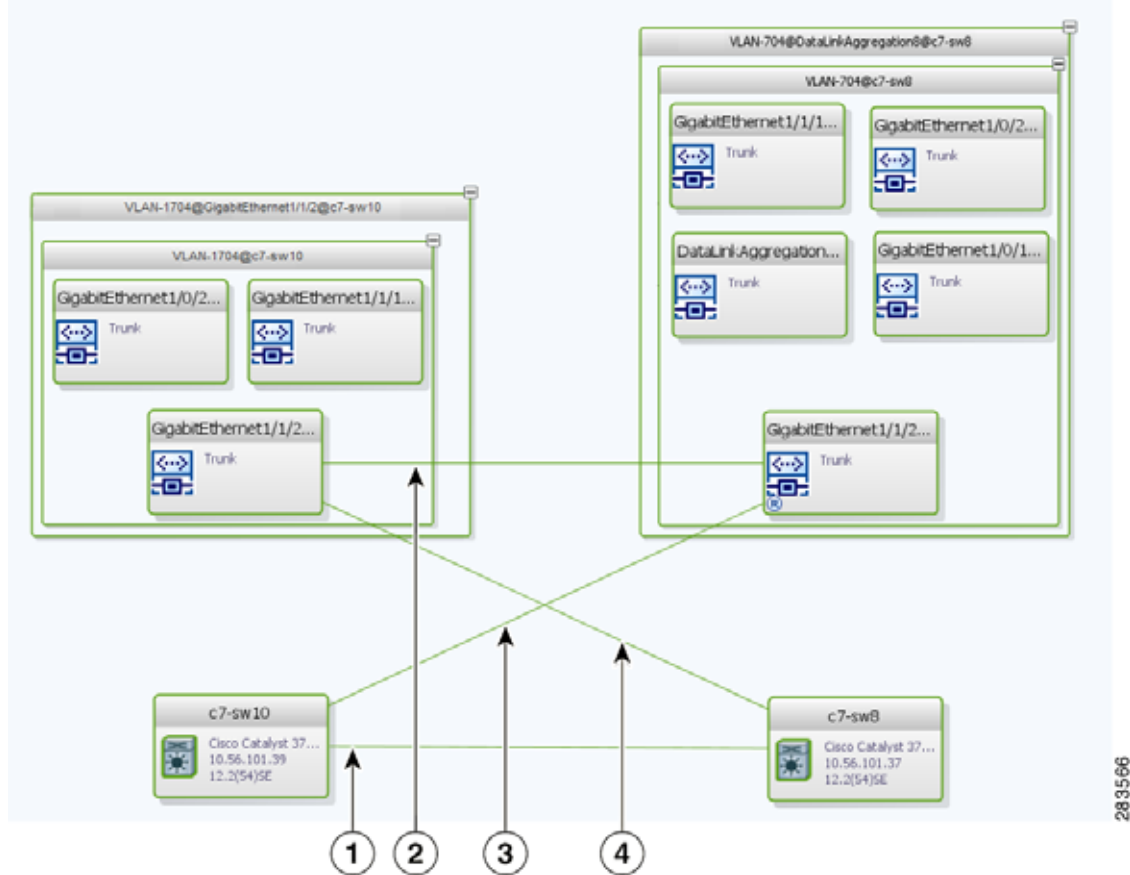 VLAN-704@DataLinkAggregation8@c7-sw8
VLAN-704@c7-sw8
GigabitEthernet1/1/1...
Trunk
GigabitEthernet1/0/2...
Trunk
DataLinkAggregation...
Trunk
GigabitEthernet1/0/1...
Trunk
GigabitEthernet1/1/2...
Trunk
VLAN-1704@GigabitEthernet1/1/2@c7-sw10
VLAN-1704@c7-sw10
GigabitEthernet1/0/2...
Trunk
GigabitEthernet1/1/1...
Trunk
GigabitEthernet1/1/2...
Trunk
c7-sw10
Cisco Catalyst 37...
10.56.101.39
12.2(54)SE
c7-sw8
Cisco Catalyst 37...
10.56.101.37
12.2(54)SE
1
2
3
4
283566